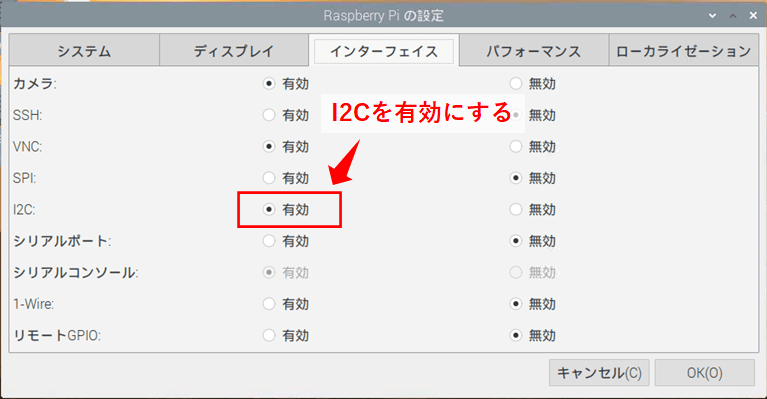 Raspberry Pi の設定
システム ディスプレイ インターフェイス パフォーマンス ローカライゼーション
カメラ: 有効 無効
SSH: 有効 無効
I2Cを有効にする
VNC: 有効 無効
SPI: 有効 無効
I2C: 有効 無効
シリアルポート: 有効 無効
シリアルコンソール: 有効 無効
1-Wire: 有効 無効
リモートGPIO: 有効 無効
キャンセル(C) OK(O)